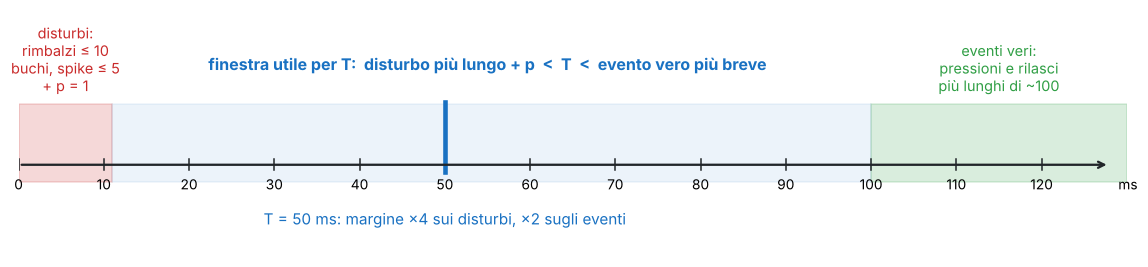 disturbi:
rimbalzi ≤ 10
buchi, spike ≤ 5
+ p = 1
finestra utile per T:  disturbo più lungo + p  <  T  <  evento vero più breve
eventi veri:
pressioni e rilasci
più lunghi di ~100
0 10 20 30 40 50 60 70 80 90 100 110 120 ms
T = 50 ms: margine ×4 sui disturbi, ×2 sugli eventi